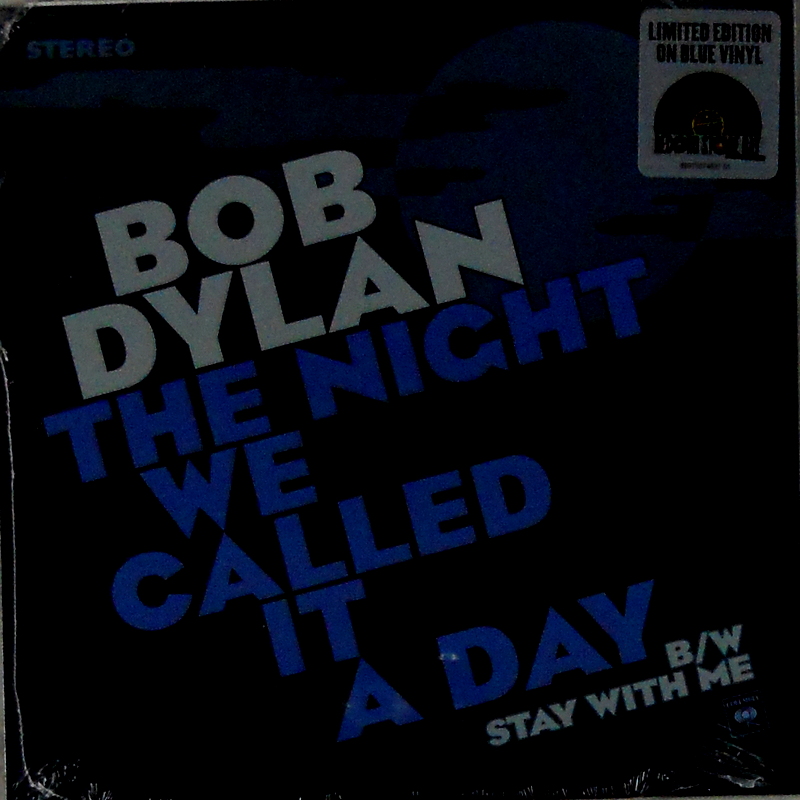 STEREO
LIMITED EDITION
ON BLUE VINYL
BOB
DYLAN
THE NIGHT
WE
CALLED
IT
A DAY
B/W
STAY WITH ME